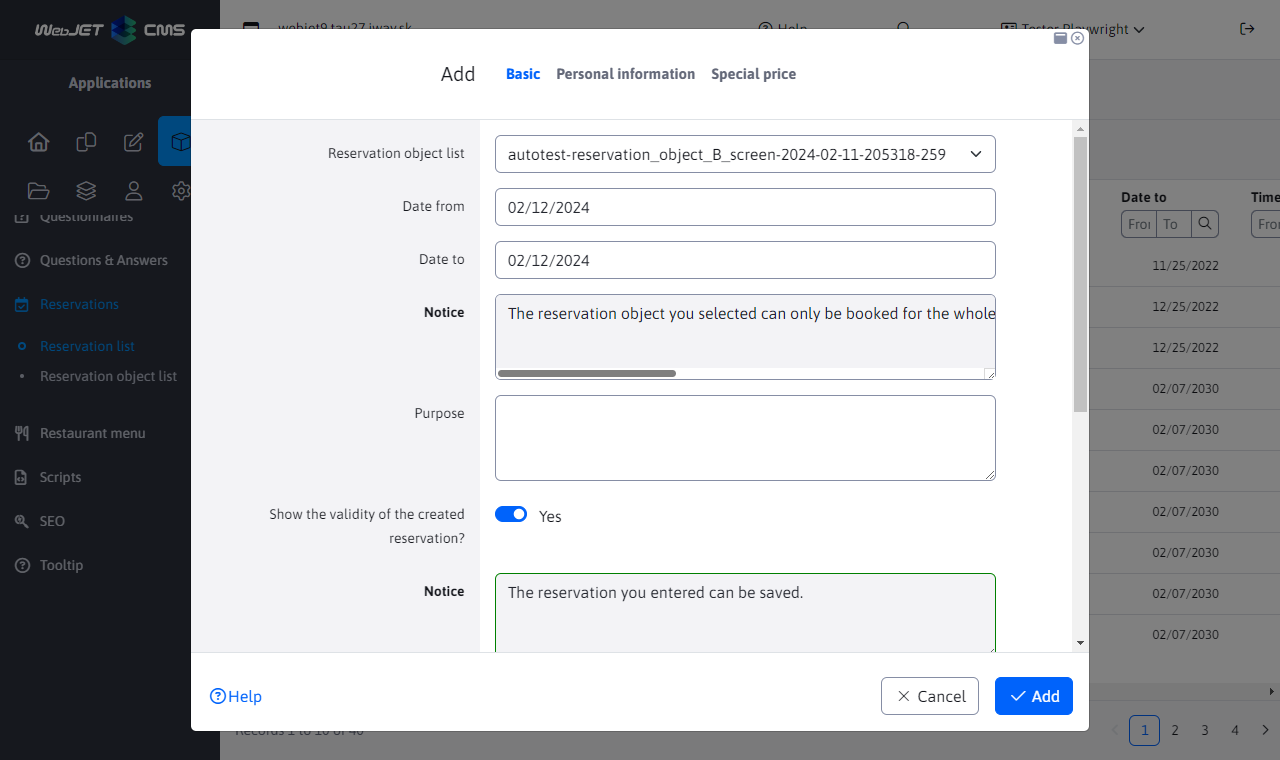 WebJET CMS
webjet9.tau27.iway.sk
Help
Tester Playwright
Applications
Questionnaires
Questions & Answers
Reservations
Reservation list
Reservation object list
Restaurant menu
Scripts
SEO
Tooltip
Add
Basic
Personal information
Special price
Reservation object list
autotest-reservation_object_B_screen-2024-02-11-205318-259
Date from
02/12/2024
Date to
02/12/2024
Notice
The reservation object you selected can only be booked for the whole
Purpose
Show the validity of the created
reservation?
Yes
Notice
The reservation you entered can be saved.
Help
Cancel
Add
Date to
Time
From
To
From
11/25/2022
12/25/2022
12/25/2022
02/07/2030
02/07/2030
02/07/2030
02/07/2030
02/07/2030
02/07/2030
02/07/2030
Records 1 to 10 of 40
1
2
3
4